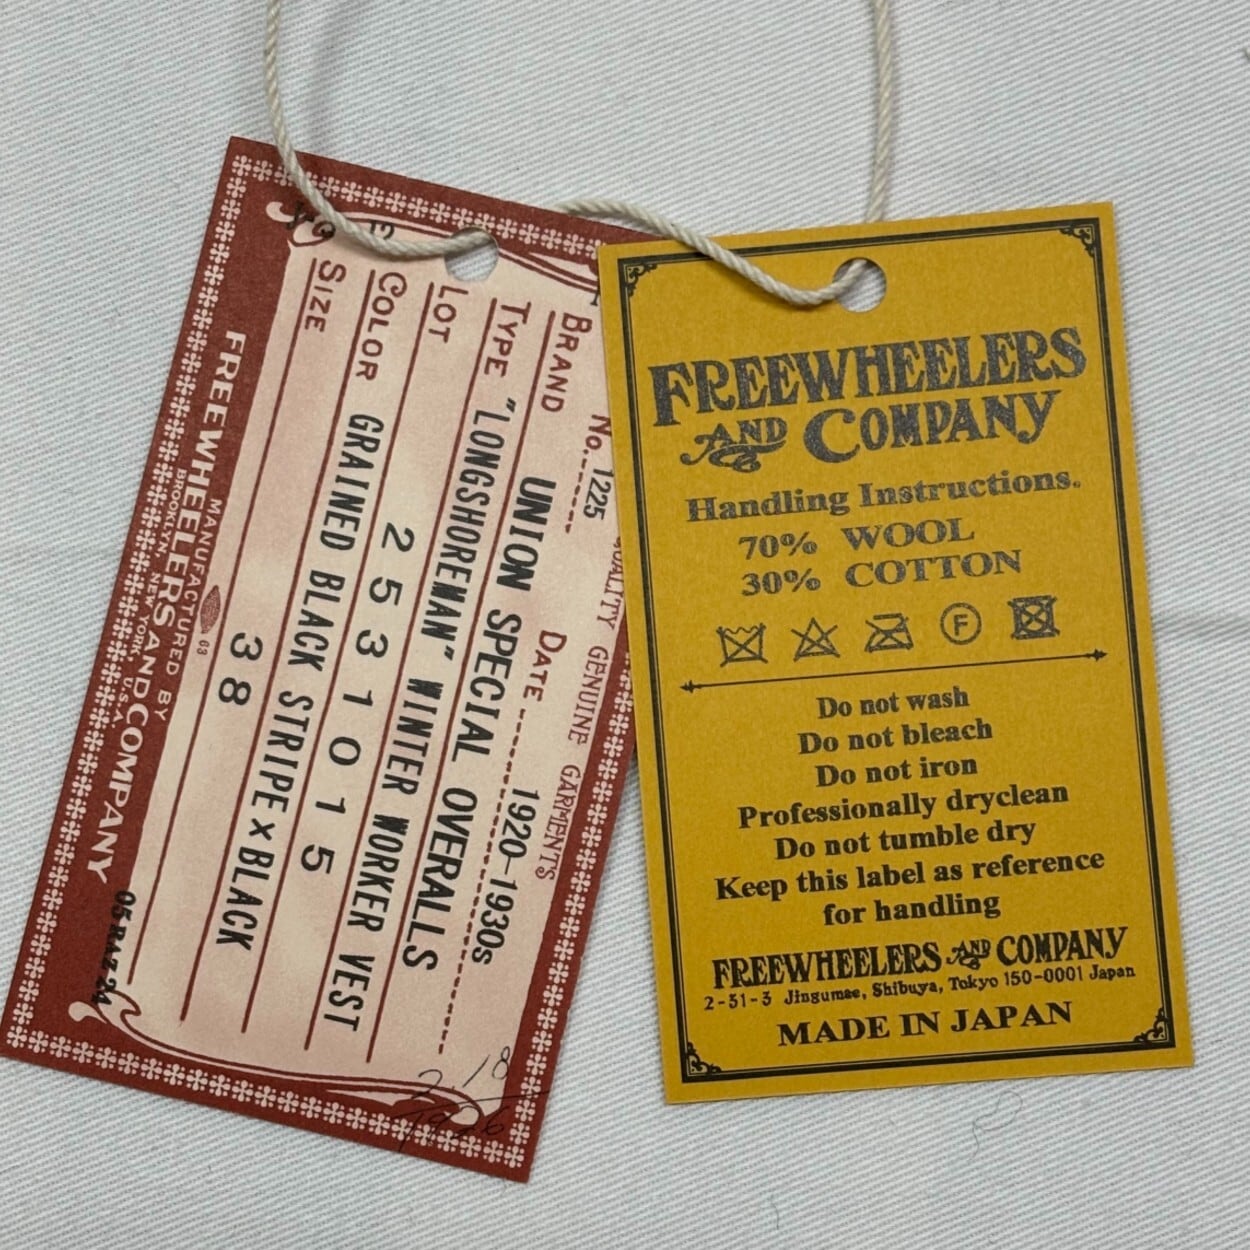 No. 1225
DATE 1920-1930s
BRAND UNION SPECIAL OVERALLS
TYPE "LONGSHOREMAN" WINTER WORKER VEST
LOT 2531015
COLOR GRAINED BLACK STRIPE×BLACK
SIZE 38
MANUFACTURED BY
FREEWHEELERS AND COMPANY
BROOKLYN, NEW YORK, U.S.A.
63
GENUINE GARMENTS
FREEWHEELERS
AND COMPANY
Handling Instructions.
70% WOOL
30% COTTON
F
Do not wash
Do not bleach
Do not iron
Professionally dryclean
Do not tumble dry
Keep this label as reference
for handling
FREEWHEELERS AND COMPANY
2-31-3 Jingumae, Shibuya, Tokyo 150-0001 Japan
MADE IN JAPAN